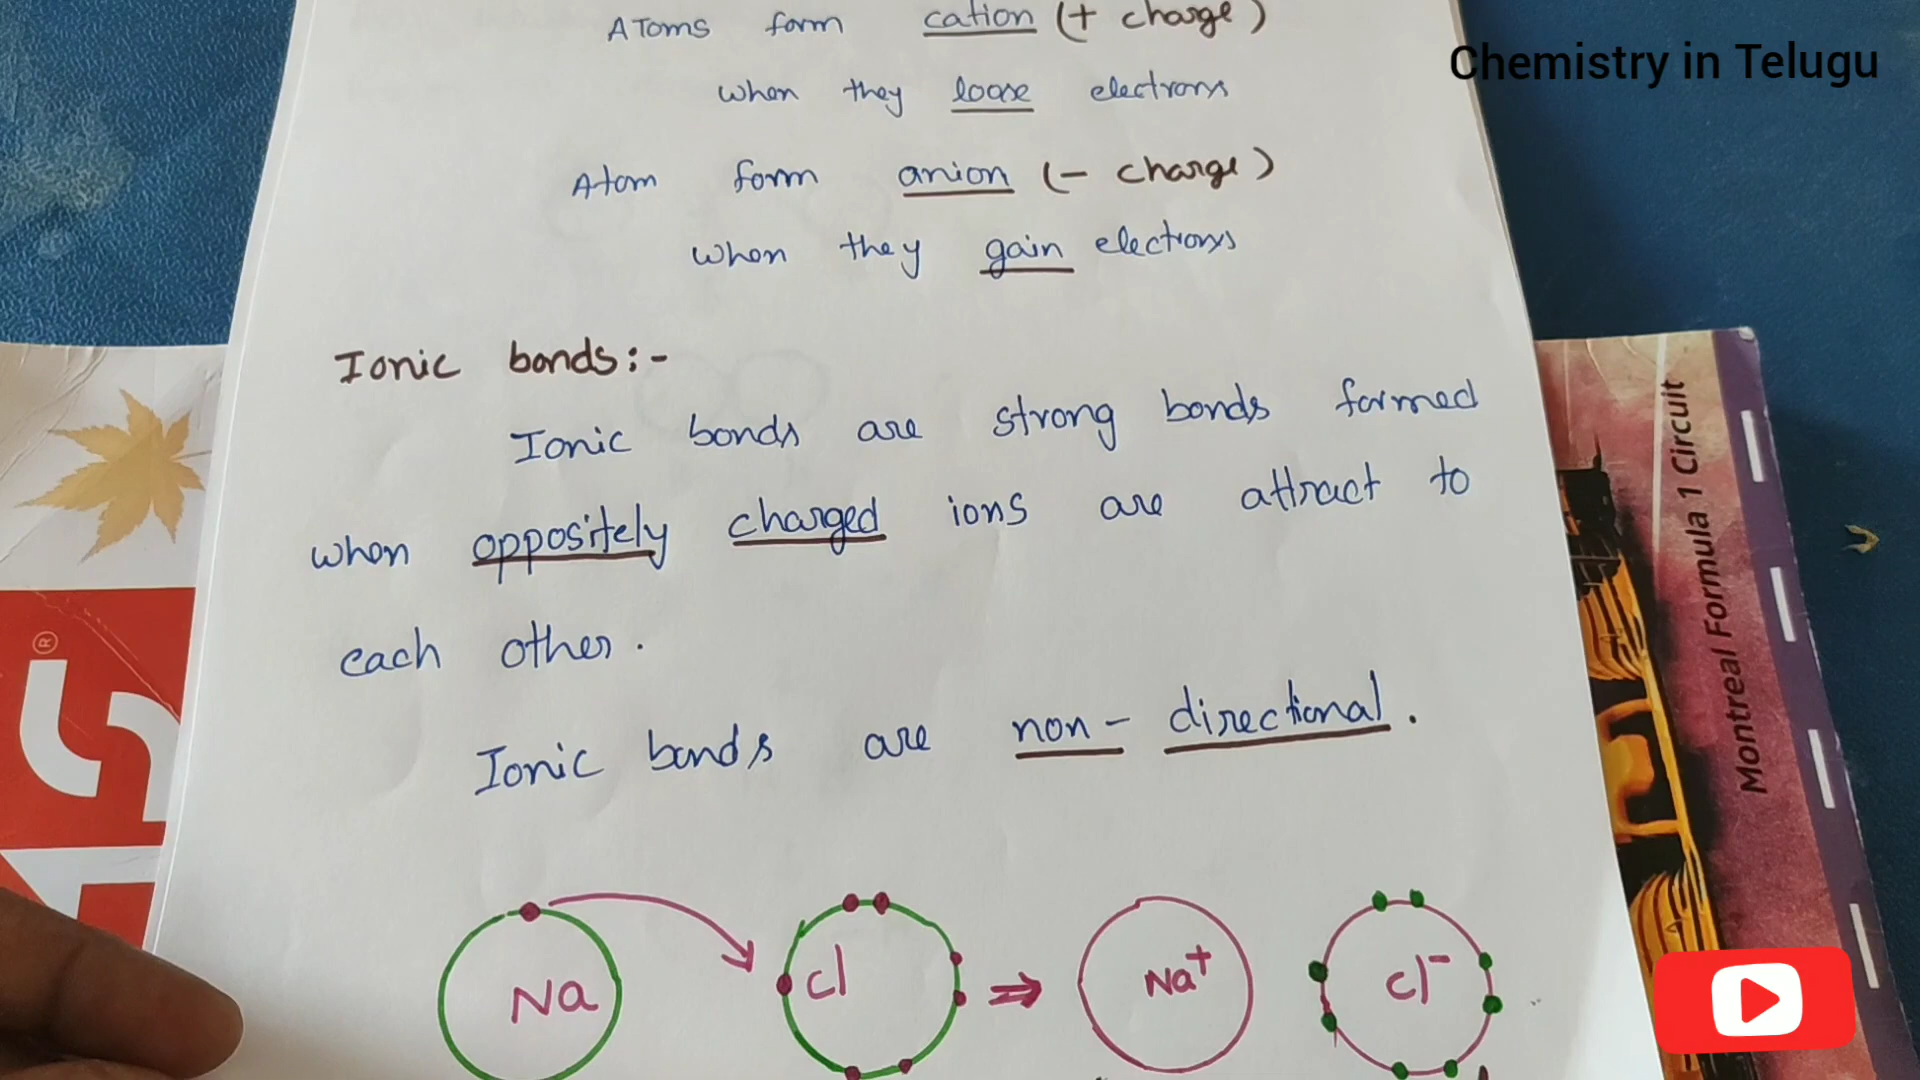 Chemistry in Telugu
Atoms form cation (+ charge)
when they loose electrons
Atom form anion (- charge)
when they gain electrons
Ionic bonds:-
Ionic bonds are strong bonds formed
when oppositely charged ions are attract to
each other.
Ionic bonds are non-directional.
Na Cl ⇒ Na⁺ Cl⁻
Montreal Formula 1 Circuit
®